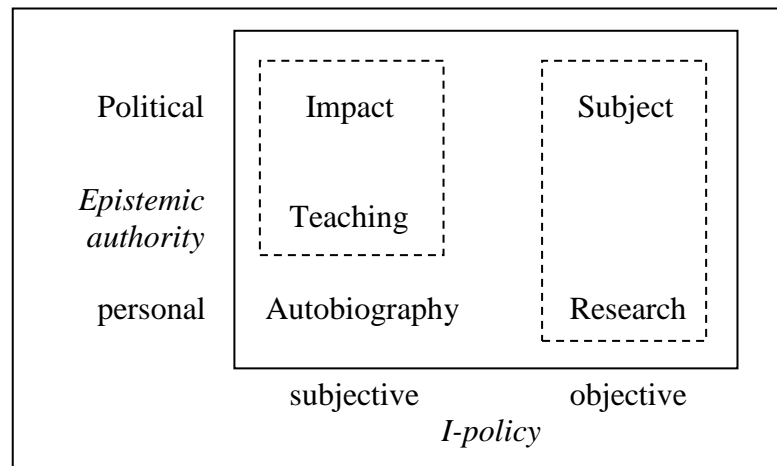 Political Impact Subject
Epistemic
authority
Teaching
personal Autobiography Research
subjective objective
I-policy